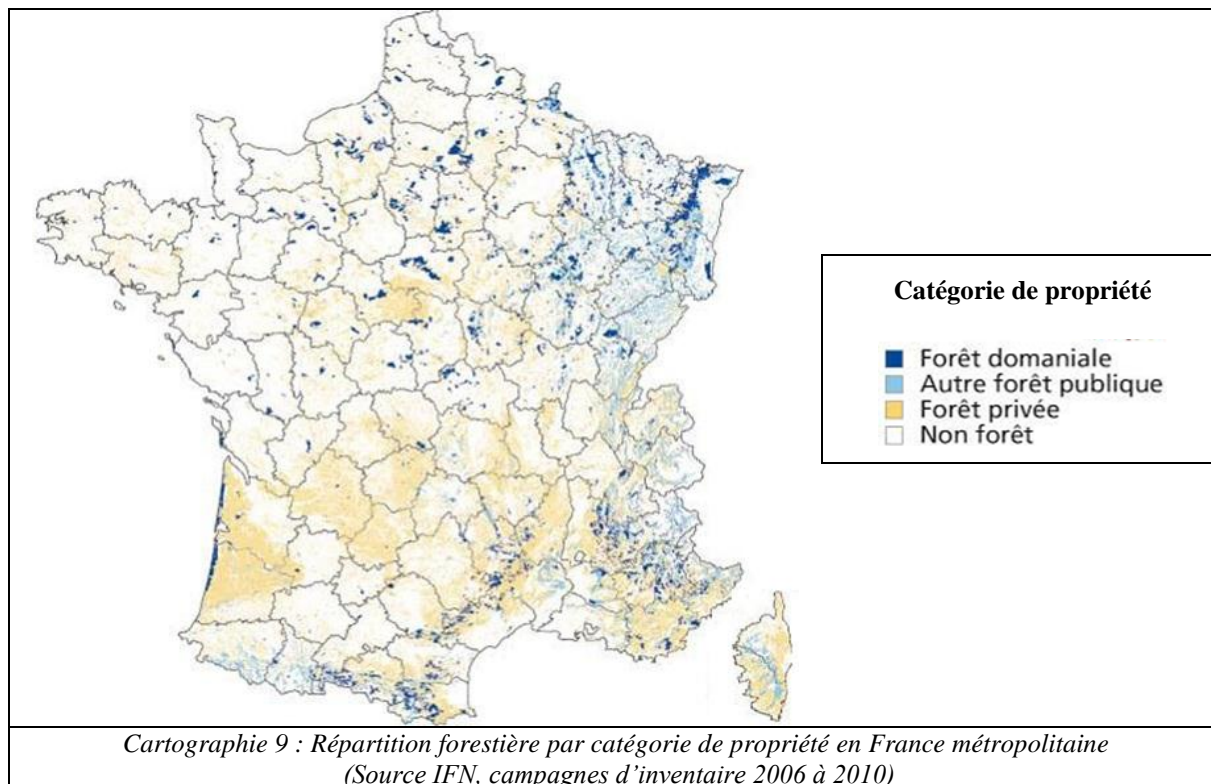 Catégorie de propriété
Forêt domaniale
Autre forêt publique
Forêt privée
Non forêt
Cartographie 9 : Répartition forestière par catégorie de propriété en France métropolitaine
(Source IFN, campagnes d'inventaire 2006 à 2010)